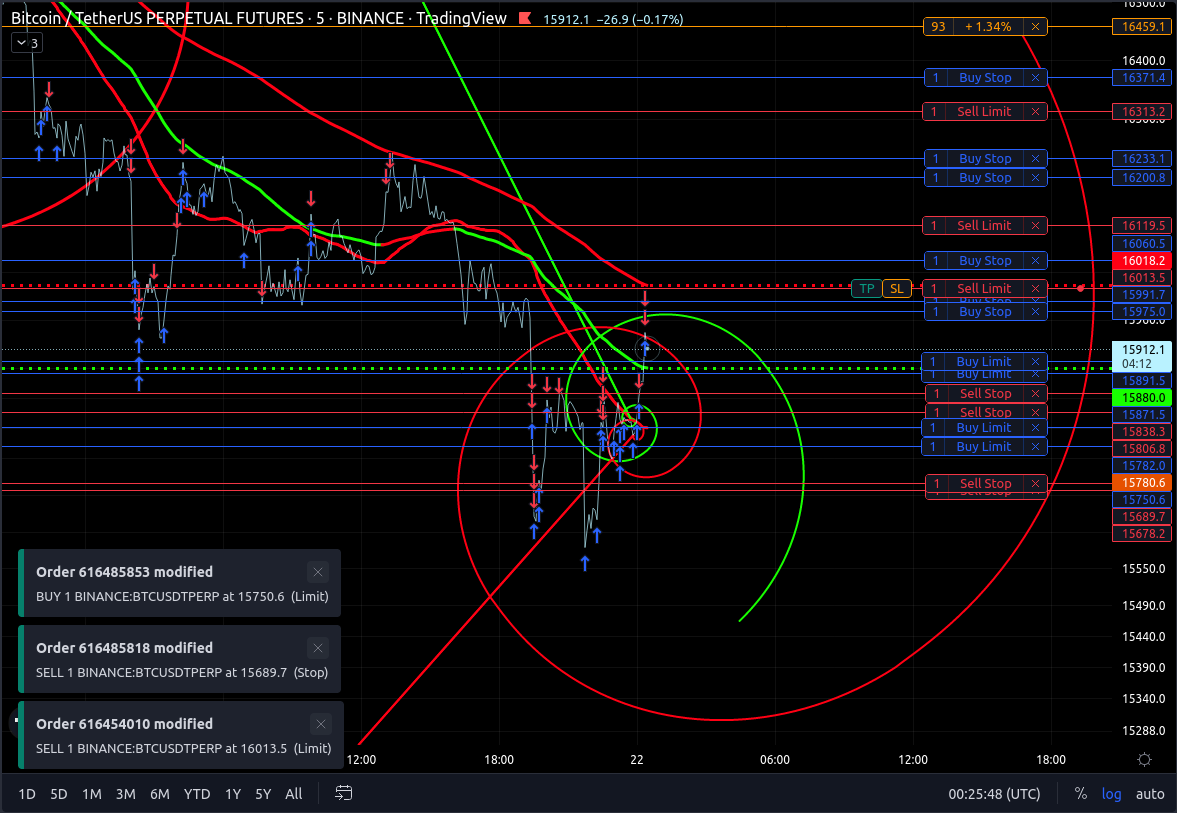 Bitcoin / TetherUS PERPETUAL FUTURES · 5 · BINANCE · TradingView 15912.1 −26.9 (−0.17%)
3
93 +1.34% 16459.1
16400.0
1 Buy Stop 16371.4
1 Sell Limit 16313.2
1 Buy Stop 16233.1
1 Buy Stop 16200.8
1 Sell Limit 16119.5
16060.5
1 Buy Stop 16018.2
16013.5
TP SL 1 Sell Limit
15991.7
1 Buy Stop 15975.0
15912.1
04:12
1 Buy Limit
1 Buy Limit 15891.5
15880.0
1 Sell Stop
1 Sell Stop 15871.5
1 Buy Limit 15838.3
1 Buy Limit 15806.8
15782.0
1 Sell Stop 15780.6
15750.6
15689.7
15678.2
15550.0
15490.0
15440.0
15390.0
15340.0
15288.0
Order 616485853 modified
BUY 1 BINANCE:BTCUSDTPERP at 15750.6 (Limit)
Order 616485818 modified
SELL 1 BINANCE:BTCUSDTPERP at 15689.7 (Stop)
Order 616454010 modified
SELL 1 BINANCE:BTCUSDTPERP at 16013.5 (Limit)
12:00 18:00 22 06:00 12:00 18:00
1D 5D 1M 3M 6M YTD 1Y 5Y All 00:25:48 (UTC) % log auto